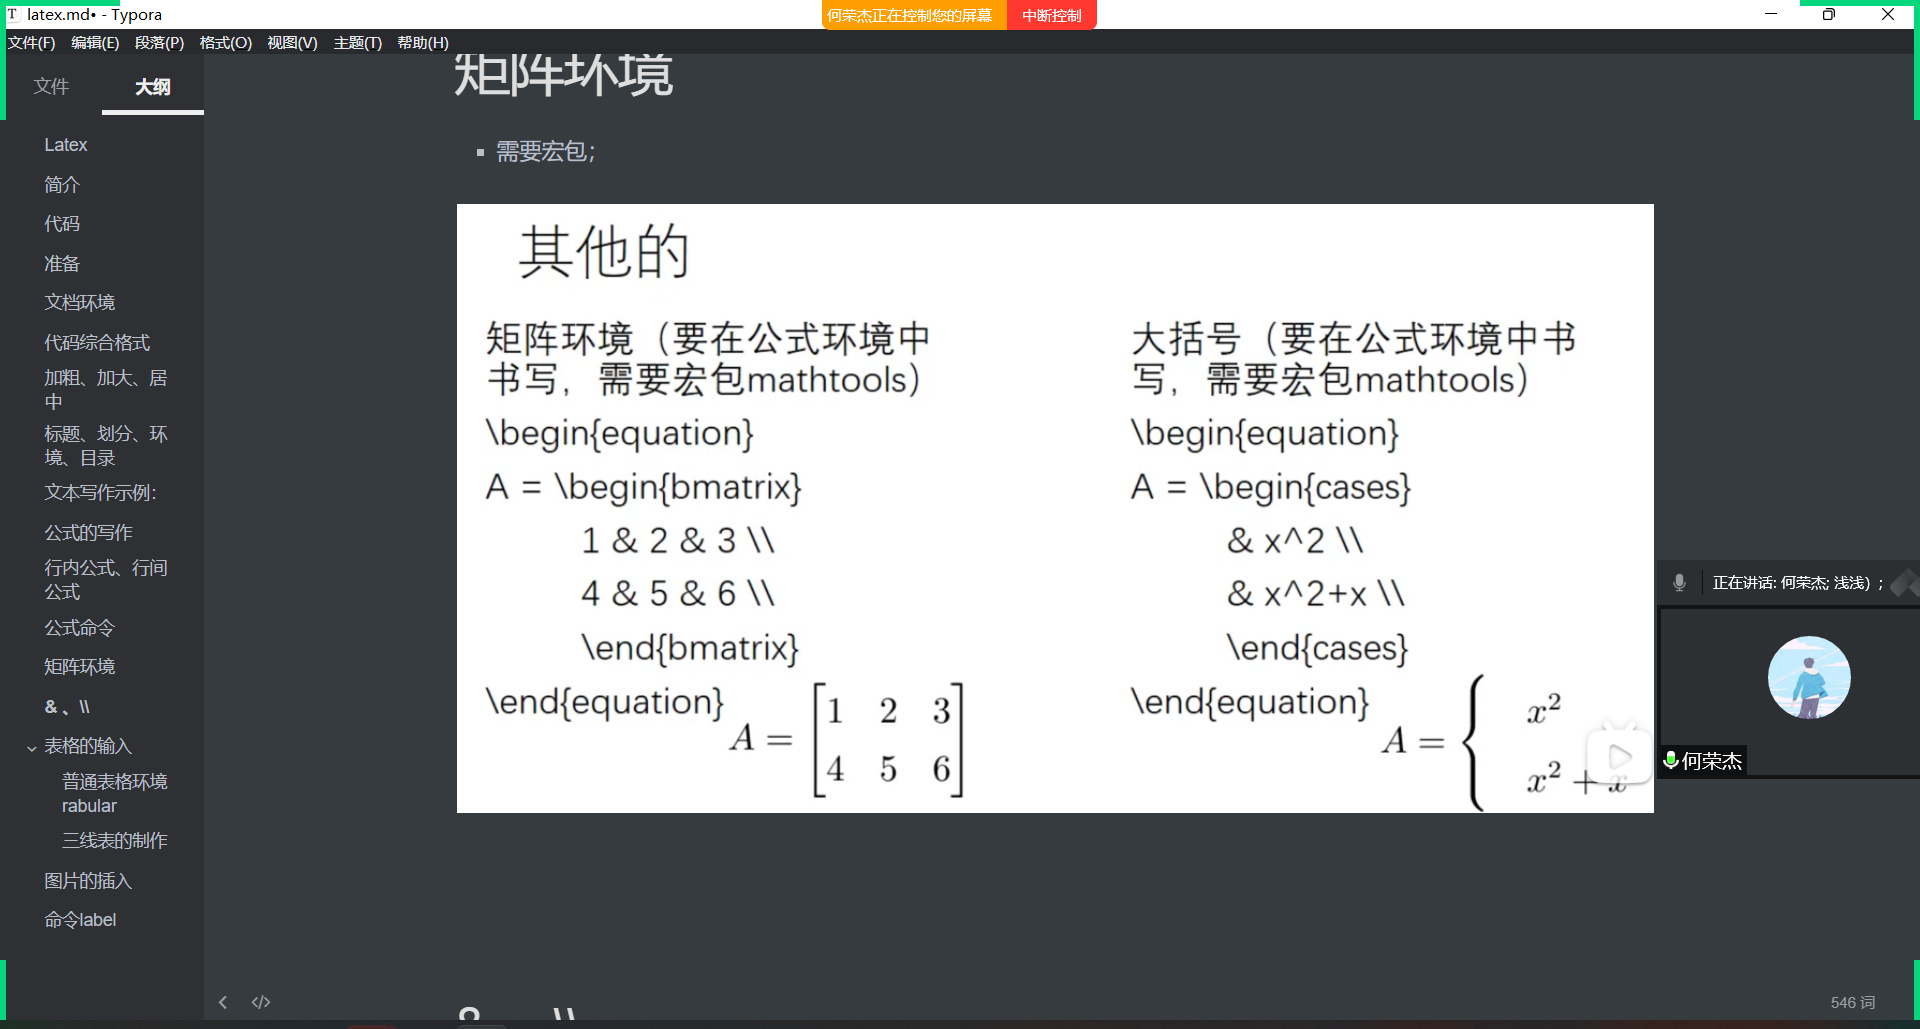 latex.md• - Typora
何荣杰正在控制您的屏幕 中断控制
文件(F) 编辑(E) 段落(P) 格式(O) 视图(V) 主题(T) 帮助(H)
文件 大纲
Latex
简介
代码
准备
文档环境
代码综合格式
加粗、加大、居
中
标题、划分、环
境、目录
文本写作示例：
公式的写作
行内公式、行间
公式
公式命令
矩阵环境
& 、\\
表格的输入
普通表格环境
rabular
三线表的制作
图片的插入
命令label
矩阵环境
需要宏包；
其他的
矩阵环境（要在公式环境中
书写，需要宏包mathtools）
\begin{equation}
A = \begin{bmatrix}
1 & 2 & 3 \\
4 & 5 & 6 \\
\end{bmatrix}
\end{equation}
A = [1 2 3
4 5 6]
大括号（要在公式环境中书
写，需要宏包mathtools）
\begin{equation}
A = \begin{cases}
& x^2 \\
& x^2+x \\
\end{cases}
\end{equation}
A = { x²
x² + x
正在讲话: 何荣杰; 浅浅）;
何荣杰
& 、\\
546 词